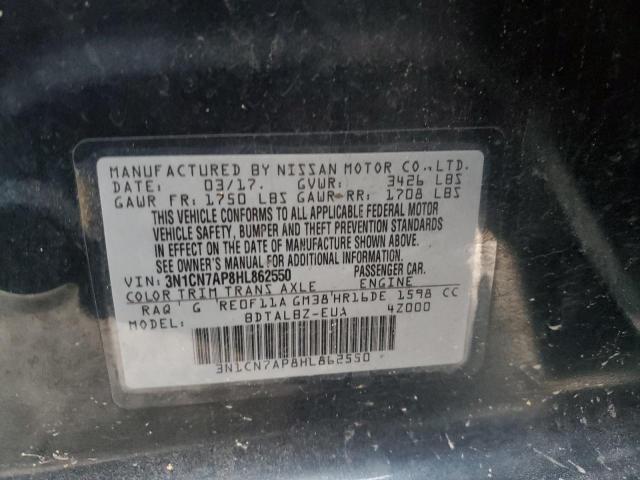 MANUFACTURED BY NISSAN MOTOR CO.,LTD.
DATE: 03/17. GVWR: 3426 LBS
GAWR FR: 1750 LBS GAWR RR: 1708 LBS
THIS VEHICLE CONFORMS TO ALL APPLICABLE FEDERAL MOTOR
VEHICLE SAFETY, BUMPER AND THEFT PREVENTION STANDARDS
IN EFFECT ON THE DATE OF MANUFACTURE SHOWN ABOVE.
SEE OWNER'S MANUAL FOR ADDITIONAL INFORMATION.
VIN: 3N1CN7AP8HL862550 PASSENGER CAR.
COLOR TRIM TRANS AXLE ENGINE
RAQ G RE0F11A GM38 HR16DE 1598 CC
MODEL: BDTALBZ-EUA 4Z000
3N1CN7AP8HL862550